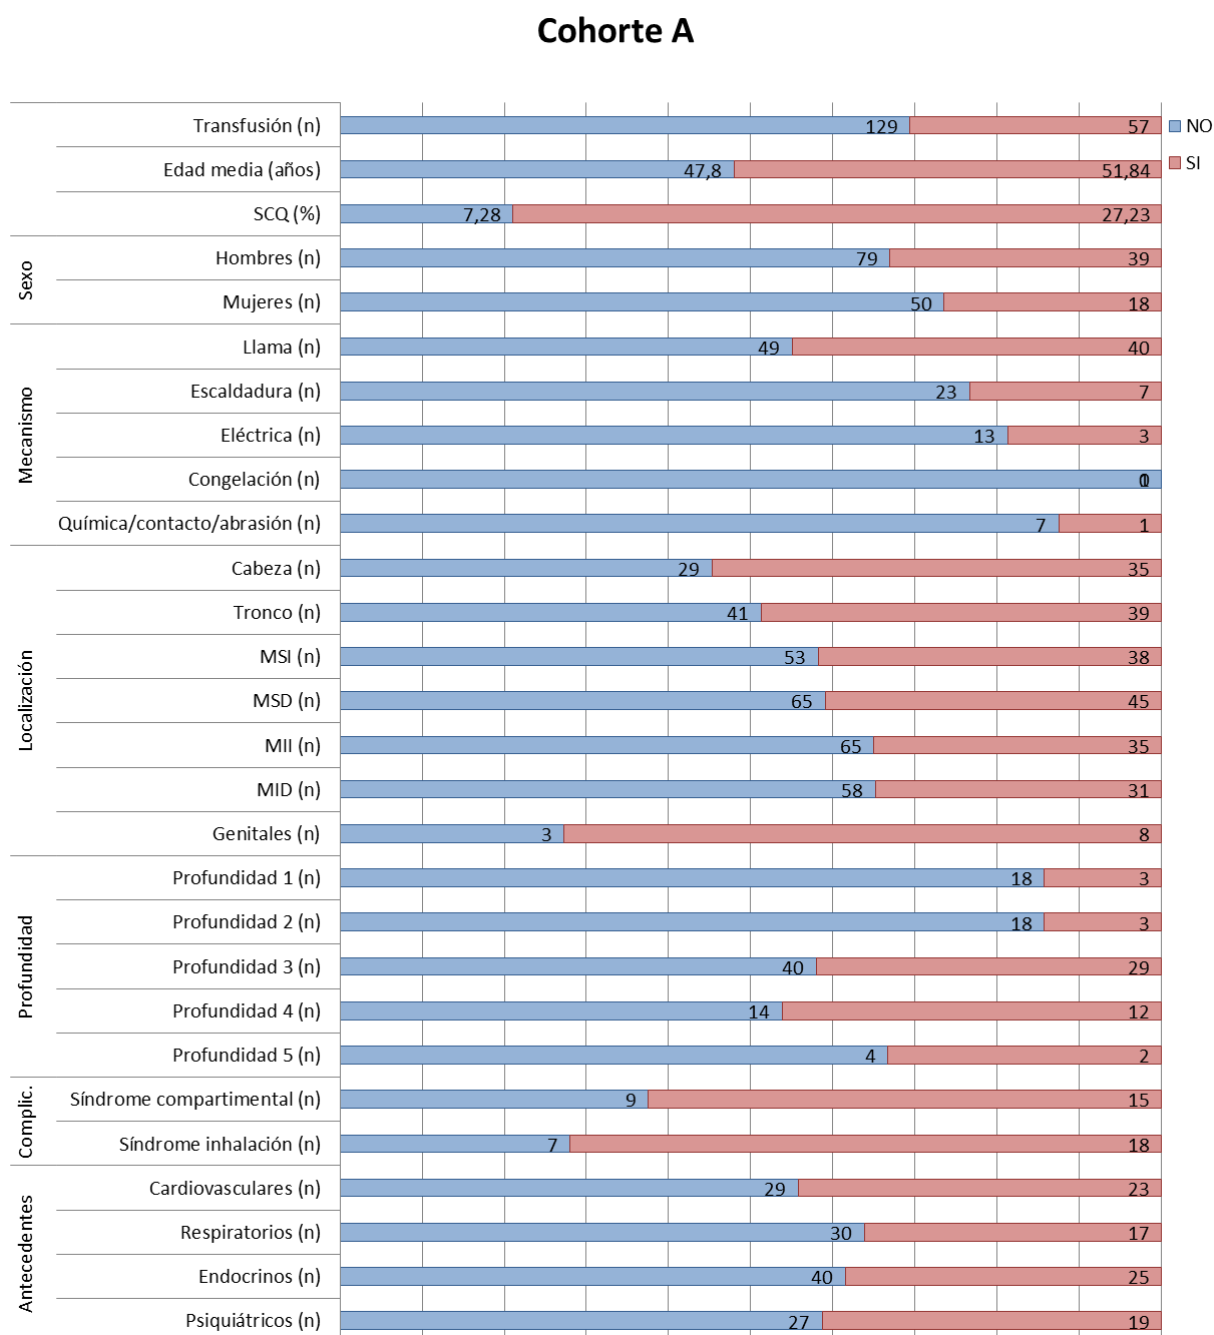 Cohorte A
Transfusión (n) 129 57
NO
Edad media (años) 47,8 51,84
SI
SCQ (%) 7,28 27,23
Sexo
Hombres (n) 79 39
Mujeres (n) 50 18
Mecanismo
Llama (n) 49 40
Escaldadura (n) 23 7
Eléctrica (n) 13 3
Congelación (n)
Química/contacto/abrasión (n) 7 1
Localización
Cabeza (n) 29 35
Tronco (n) 41 39
MSI (n) 53 38
MSD (n) 65 45
MII (n) 65 35
MID (n) 58 31
Genitales (n) 3 8
Profundidad
Profundidad 1 (n) 18 3
Profundidad 2 (n) 18 3
Profundidad 3 (n) 40 29
Profundidad 4 (n) 14 12
Profundidad 5 (n) 4 2
Complic.
Síndrome compartimental (n) 9 15
Síndrome inhalación (n) 7 18
Antecedentes
Cardiovasculares (n) 29 23
Respiratorios (n) 30 17
Endocrinos (n) 40 25
Psiquiátricos (n) 27 19